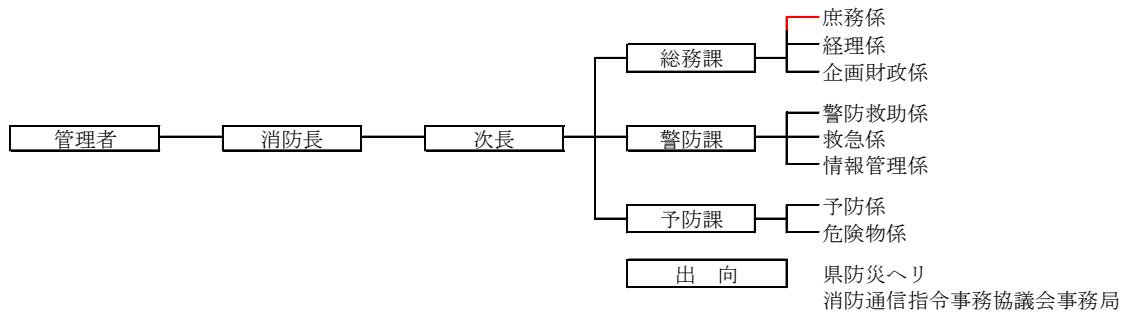 庶務係
総務課
経理係
企画財政係
警防救助係
管理者
消防長
次長
警防課
救急係
情報管理係
予防係
予防課
危険物係
出　向
県防災ヘリ
消防通信指令事務協議会事務局